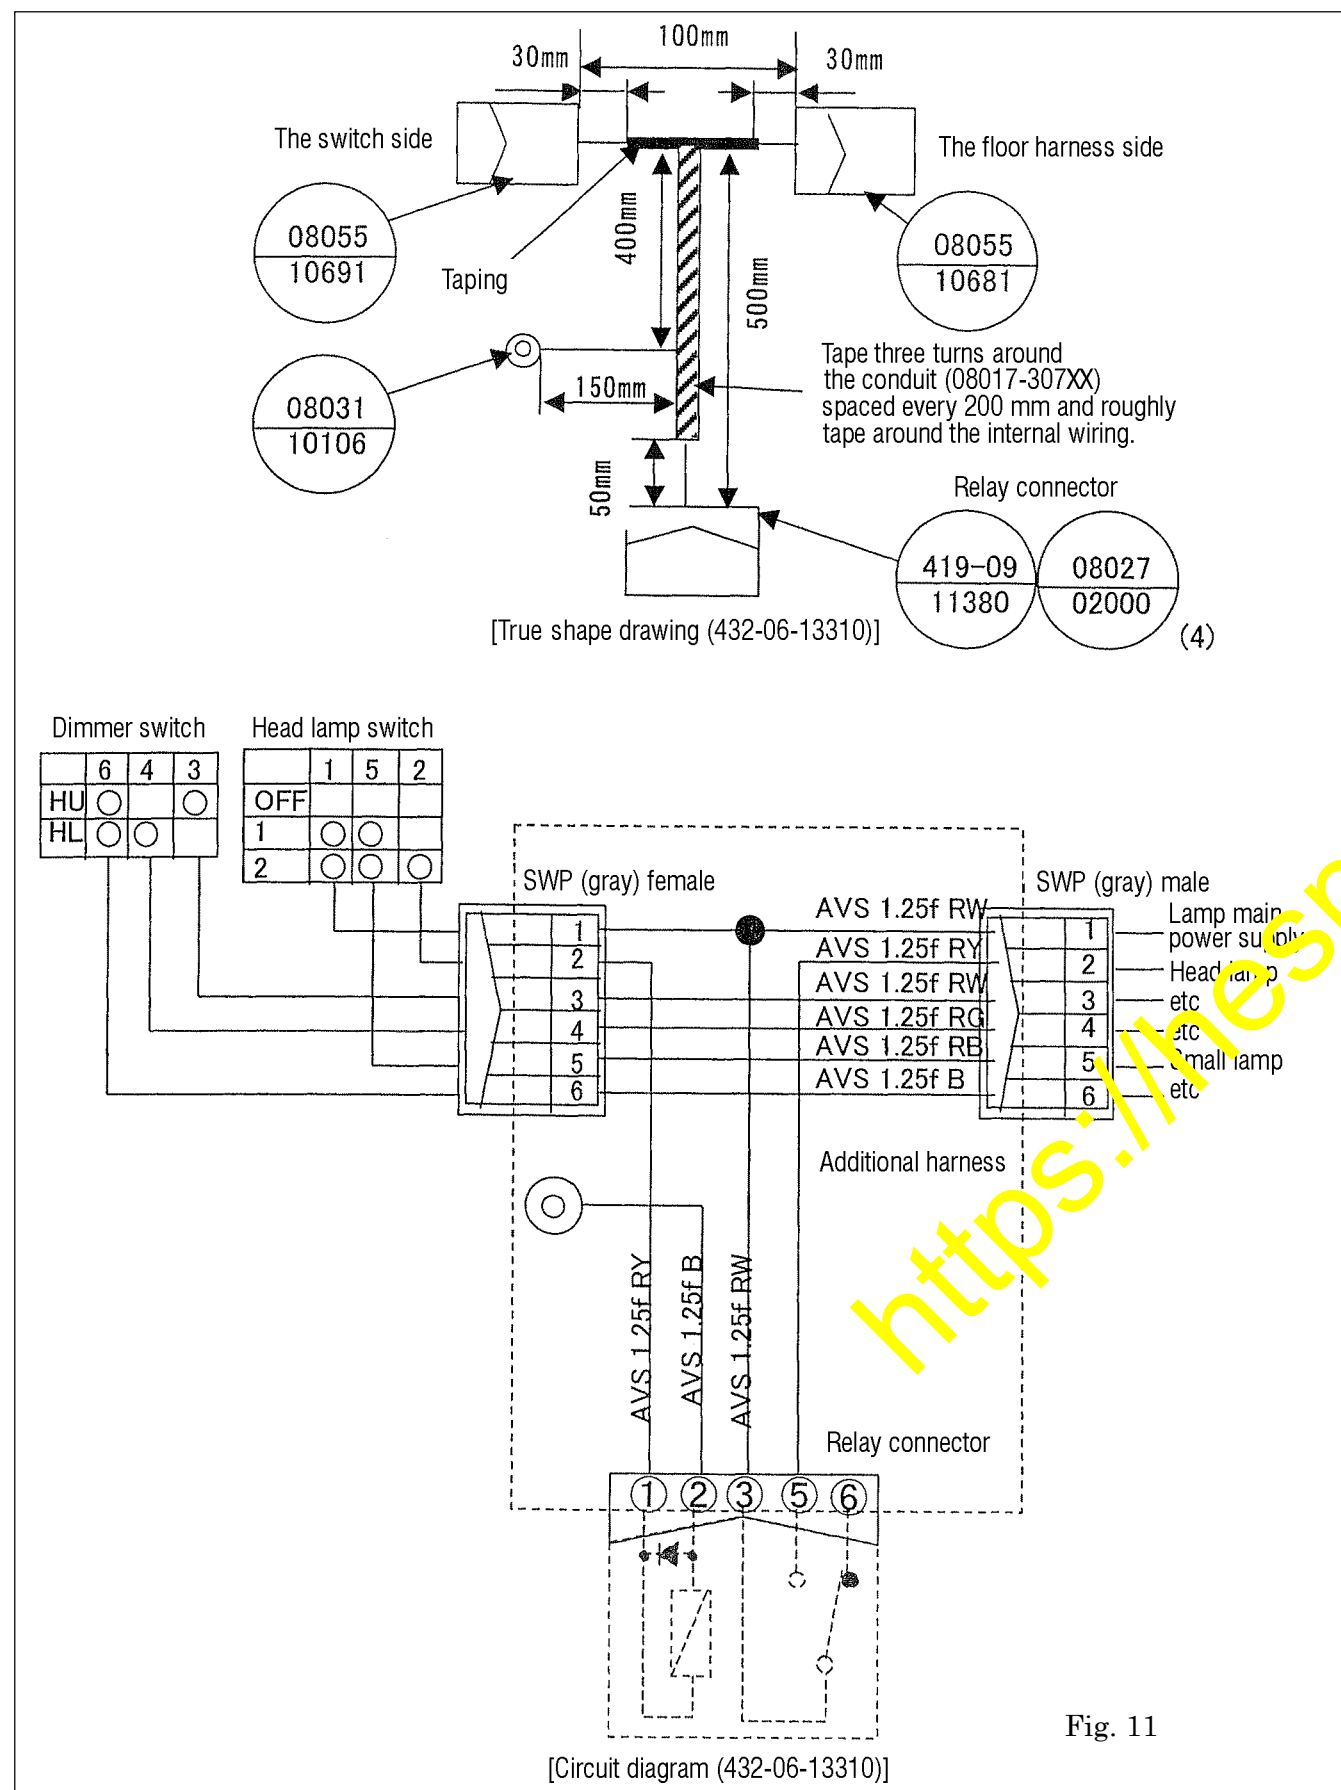 100mm
30mm
30mm
The switch side
The floor harness side
08055
10691
Taping
400mm
500mm
08055
10681
08031
10106
150mm
50mm
Tape three turns around
the conduit (08017-307XX)
spaced every 200 mm and roughly
tape around the internal wiring.
Relay connector
419-09
11380
08027
02000
(4)
[True shape drawing (432-06-13310)]
Dimmer switch
6 4 3
HU
HL
Head lamp switch
1 5 2
OFF
1
2
SWP (gray) female
1
2
3
4
5
6
AVS 1.25f RW
AVS 1.25f RY
AVS 1.25f RW
AVS 1.25f RG
AVS 1.25f RB
AVS 1.25f B
SWP (gray) male
1
2
3
4
5
6
Lamp main
power supply
Head lamp
etc
etc
Small lamp
etc
Additional harness
AVS 1.25f RY
AVS 1.25f B
AVS 1.25f RW
Relay connector
1 2 3 5 6
Fig. 11
[Circuit diagram (432-06-13310)]